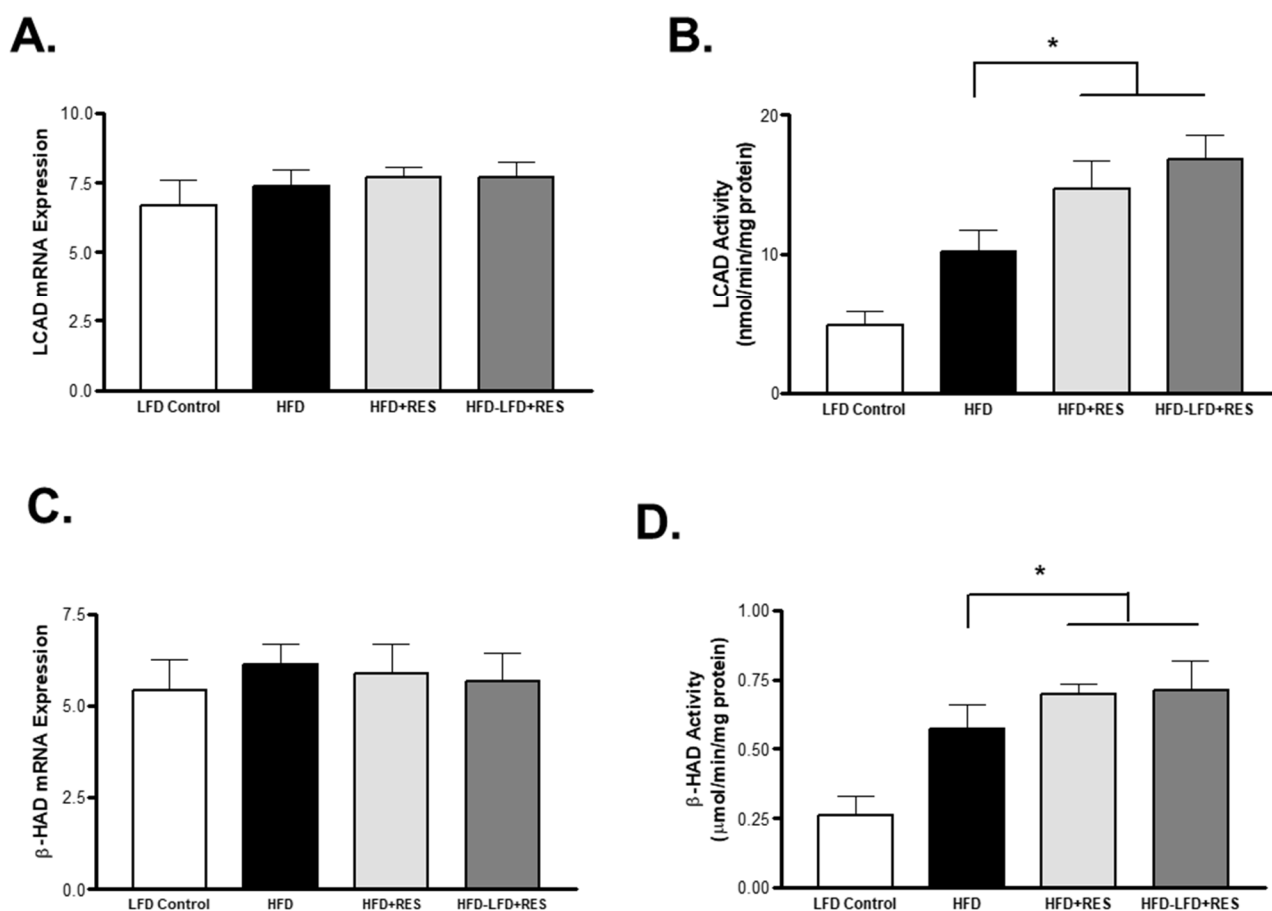 A.
LCAD mRNA Expression
10.0
7.5
5.0
2.5
0.0
LFD Control
HFD
HFD+RES
HFD-LFD+RES
B.
*
LCAD Activity
(nmol/min/mg protein)
20
10
0
LFD Control
HFD
HFD+RES
HFD-LFD+RES
C.
β-HAD mRNA Expression
7.5
5.0
2.5
0.0
LFD Control
HFD
HFD+RES
HFD-LFD+RES
D.
*
β-HAD Activity
(μmol/min/mg protein)
1.00
0.75
0.50
0.25
0.00
LFD Control
HFD
HFD+RES
HFD-LFD+RES